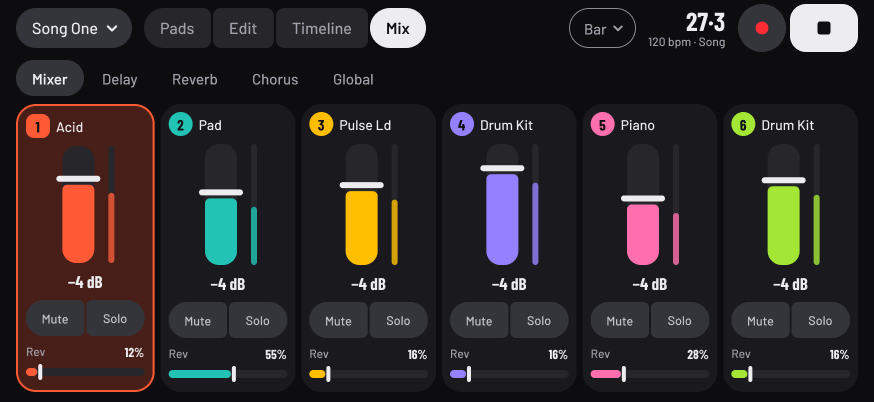 Song One
Pads Edit Timeline Mix
Bar
27·3
120 bpm · Song
Mixer Delay Reverb Chorus Global
1 Acid
−4 dB
Mute Solo
Rev 12%
2 Pad
−4 dB
Mute Solo
Rev 55%
3 Pulse Ld
−4 dB
Mute Solo
Rev 16%
4 Drum Kit
−4 dB
Mute Solo
Rev 16%
5 Piano
−4 dB
Mute Solo
Rev 28%
6 Drum Kit
−4 dB
Mute Solo
Rev 16%